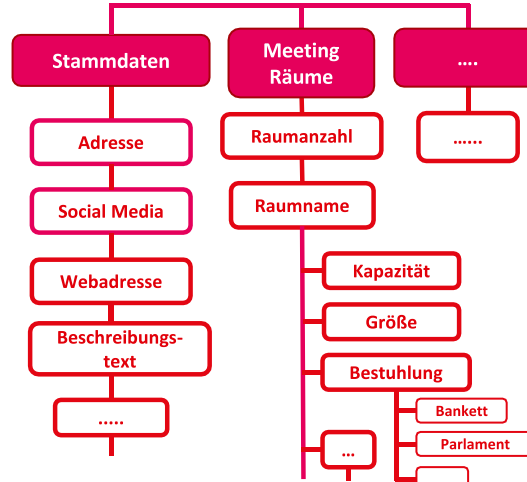 Stammdaten
Adresse
Social Media
Webadresse
Beschreibungs-
text
.....
Meeting
Räume
Raumanzahl
Raumname
Kapazität
Größe
Bestuhlung
Bankett
Parlament
...
....
......